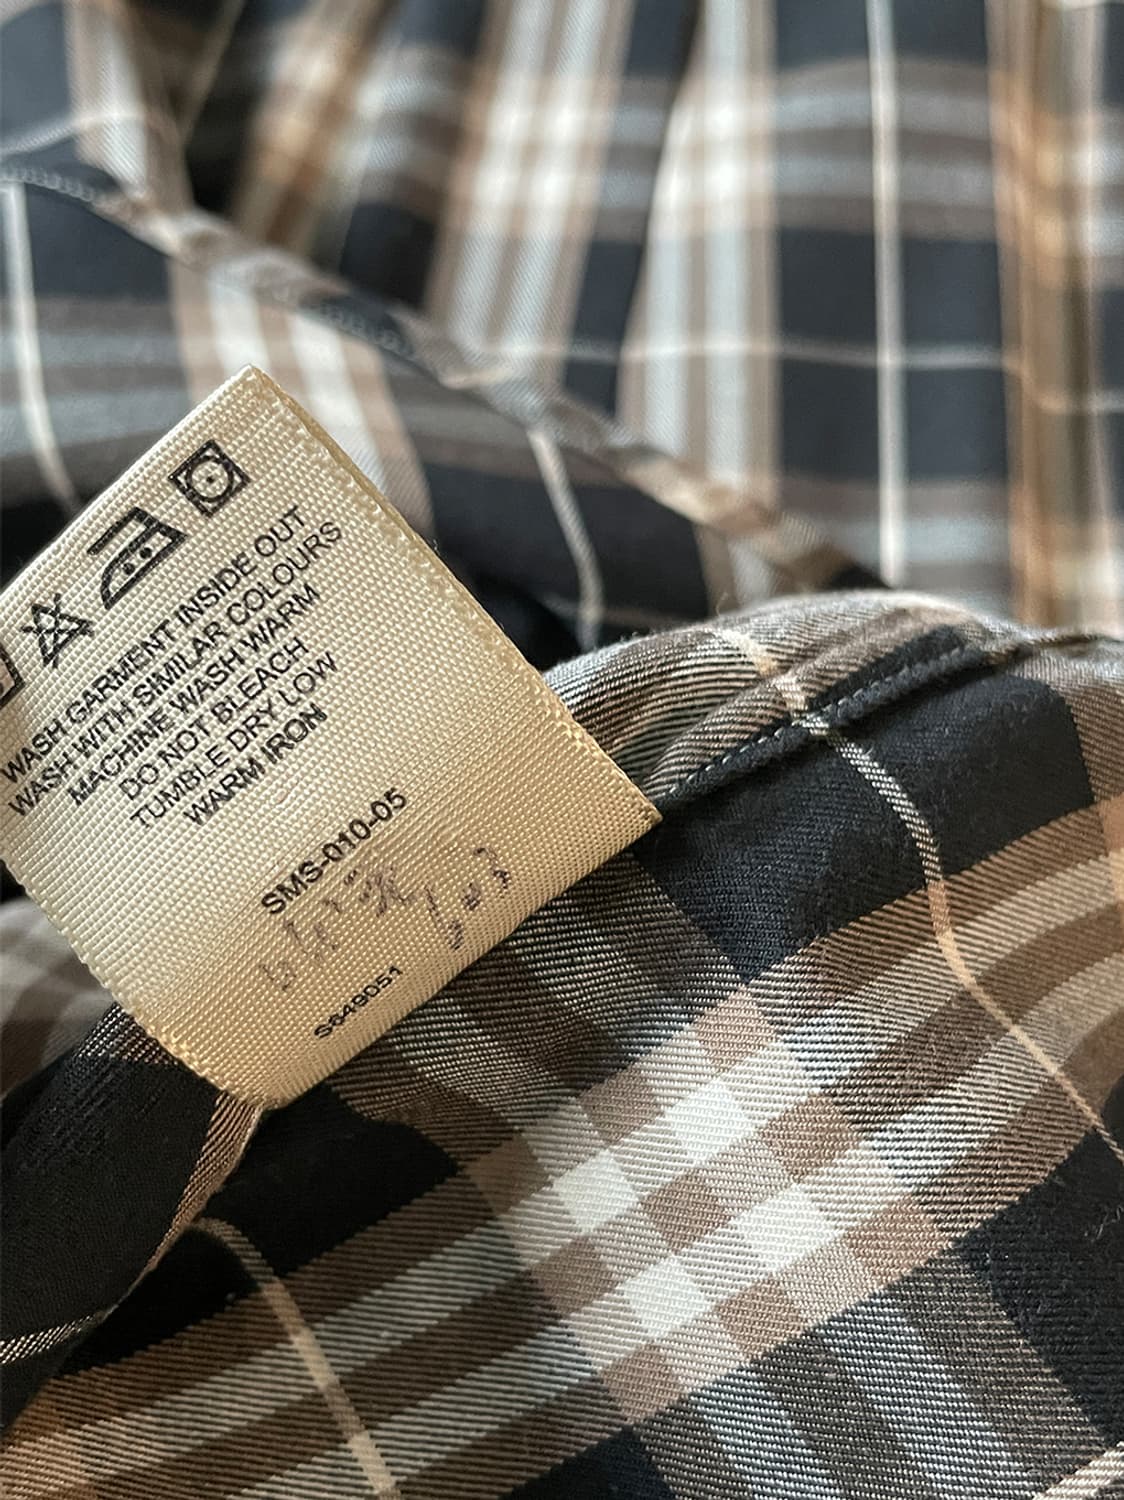 WASH GARMENT INSIDE OUT
WASH WITH SIMILAR COLOURS
MACHINE WASH WARM
DO NOT BLEACH
TUMBLE DRY LOW
WARM IRON
SMS-010-05
S649051